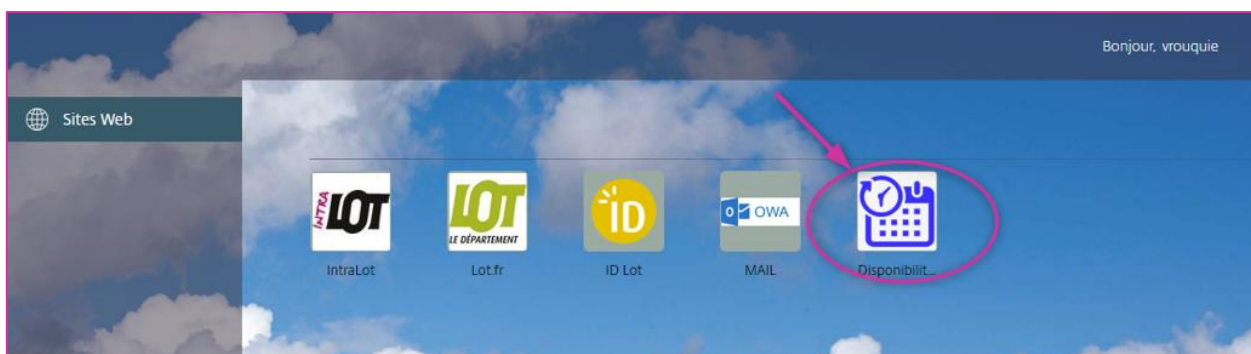 Bonjour, vrouquie
Sites Web
INTRA LOT
LOT
LE DÉPARTEMENT
iD
O OWA
IntraLot
Lot.fr
ID Lot
MAIL
Disponibilit...